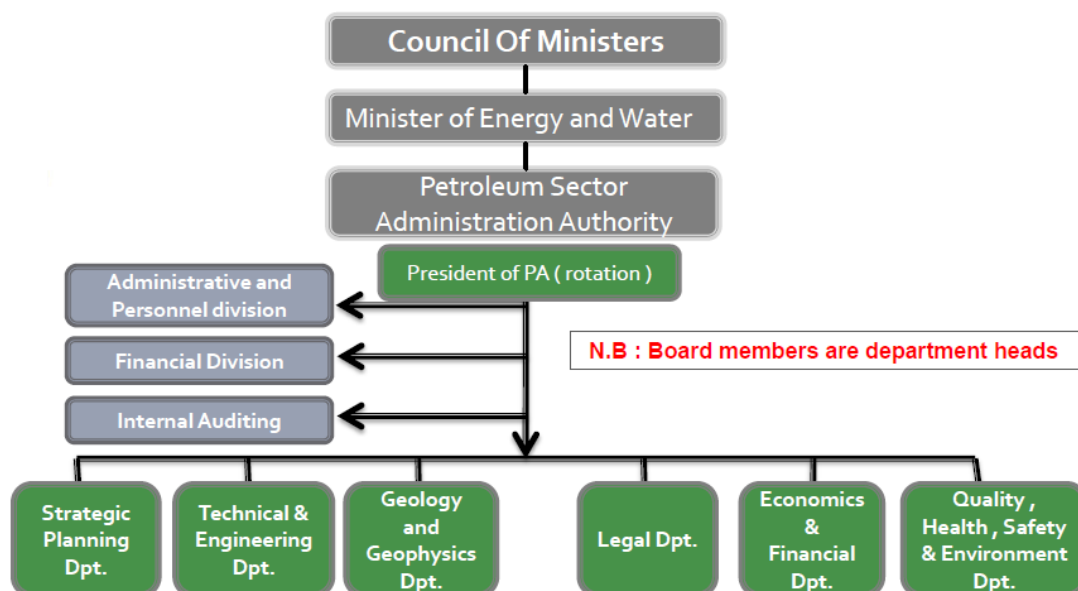 Council Of Ministers
Minister of Energy and Water
Petroleum Sector
Administration Authority
President of PA ( rotation )
Administrative and
Personnel division
Financial Division
N.B : Board members are department heads
Internal Auditing
Strategic
Planning
Dpt.
Technical &
Engineering
Dpt.
Geology
and
Geophysics
Dpt.
Legal Dpt.
Economics
&
Financial
Dpt.
Quality ,
Health , Safety
& Environment
Dpt.